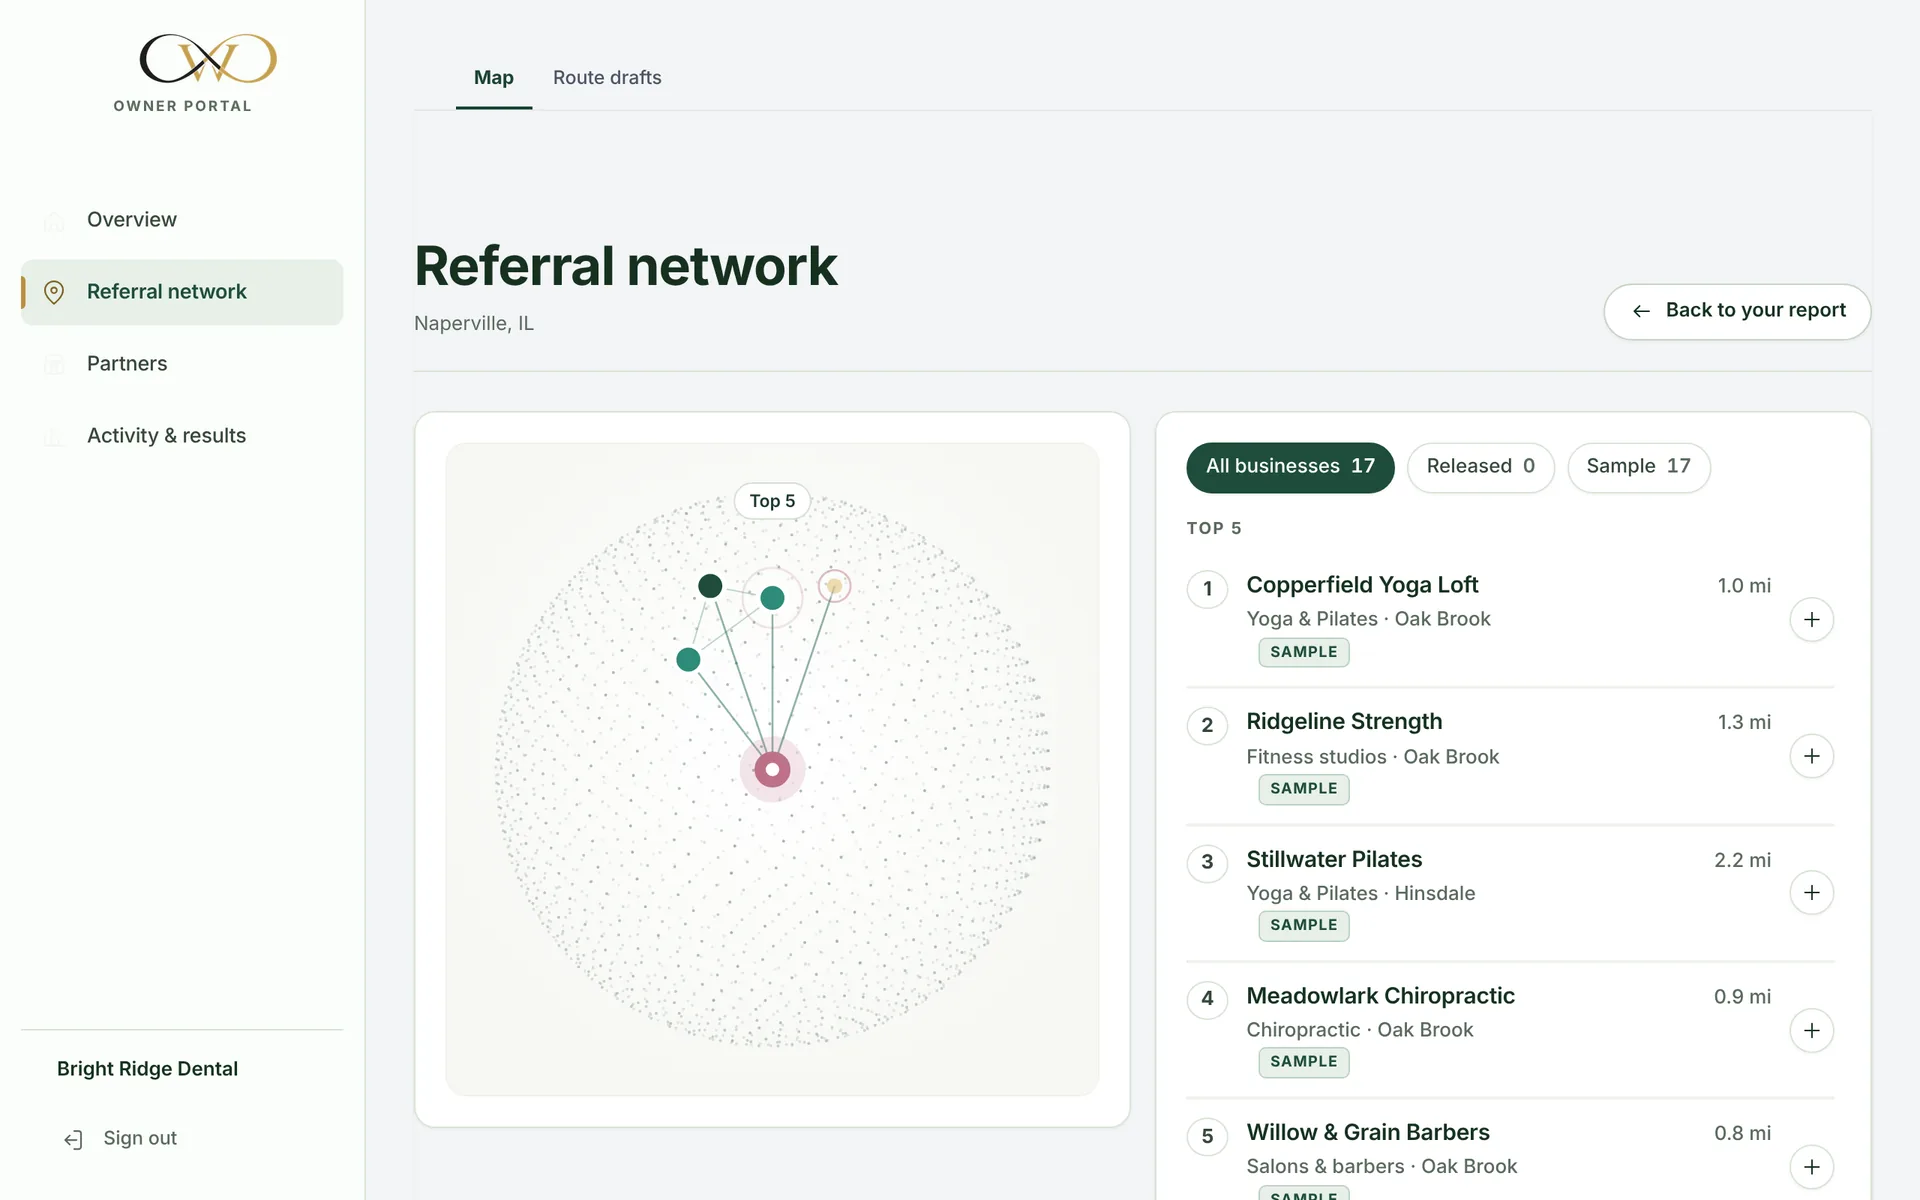 OWNER PORTAL
Overview
Referral network
Partners
Activity & results
Bright Ridge Dental
Sign out
Map
Route drafts
Referral network
Naperville, IL
Back to your report
Top 5
All businesses 17
Released 0
Sample 17
TOP 5
1
Copperfield Yoga Loft
1.0 mi
Yoga & Pilates · Oak Brook
SAMPLE
2
Ridgeline Strength
1.3 mi
Fitness studios · Oak Brook
SAMPLE
3
Stillwater Pilates
2.2 mi
Yoga & Pilates · Hinsdale
SAMPLE
4
Meadowlark Chiropractic
0.9 mi
Chiropractic · Oak Brook
SAMPLE
5
Willow & Grain Barbers
0.8 mi
Salons & barbers · Oak Brook
SAMPLE